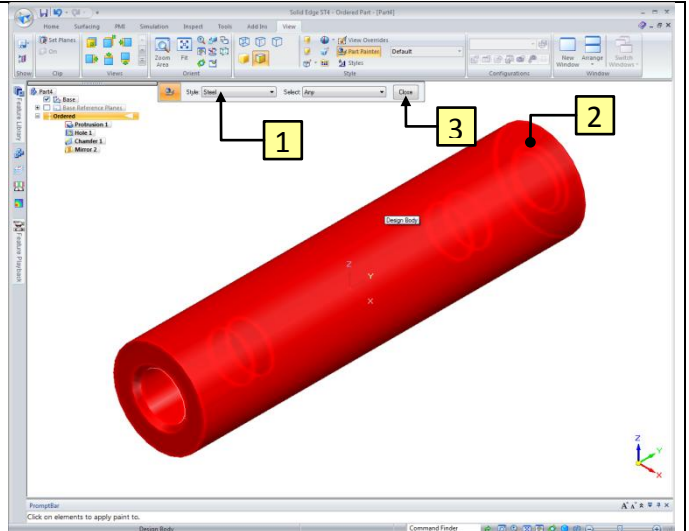 Solid Edge ST4 - Ordered Part - [Part4]
Home Surfacing PMI Simulation Inspect Tools Add Ins View
Set Planes
On
Zoom Area
Fit
View Overrides
Part Painter Default
Styles
New Window
Arrange
Switch Windows
Show Clip Views Orient Style Configurations Window
Part4
Base
Base Reference Planes
Ordered
Protrusion 1
Hole 1
Chamfer 1
Mirror 2
Style: Steel Select: Any Close
1
3
2
Feature Library
Feature Playback
Design Body
Z
Y
X
Z
Y
X
PromptBar
Click on elements to apply paint to.
Design Body
Command Finder